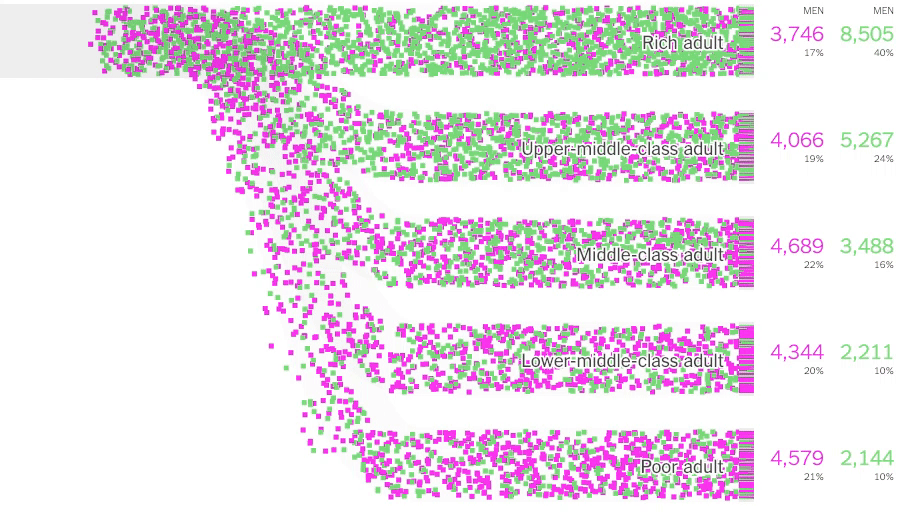 MEN MEN
Rich adult 3,746 8,505
17% 40%
Upper-middle-class adult 4,066 5,267
19% 24%
Middle-class adult 4,689 3,488
22% 16%
Lower-middle-class adult 4,344 2,211
20% 10%
Poor adult 4,579 2,144
21% 10%